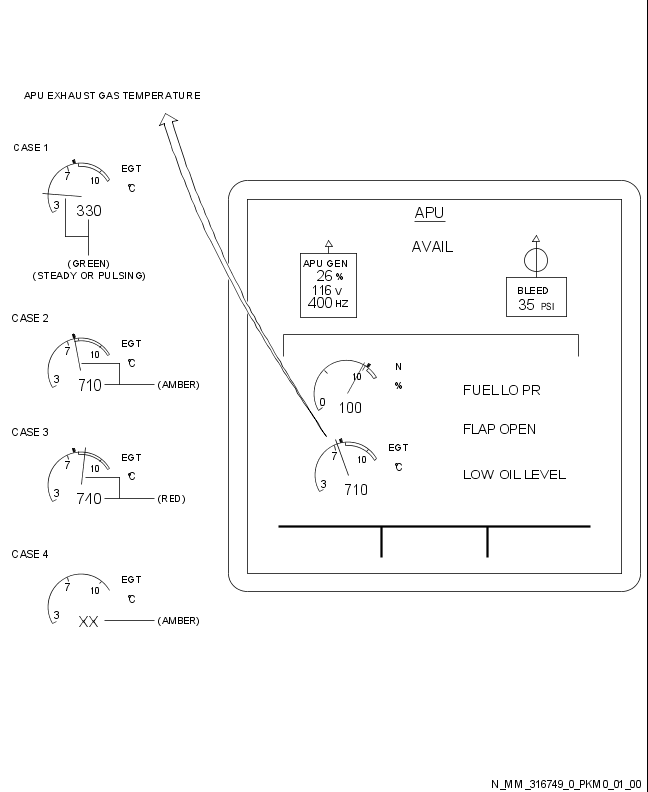 APU EXHAUST GAS TEMPERATURE
CASE 1
7
10
3
EGT
°C
330
(GREEN)
(STEADY OR PULSING)
CASE 2
7
10
3
EGT
°C
710
(AMBER)
CASE 3
7
10
3
EGT
°C
740
(RED)
CASE 4
7
10
3
EGT
°C
XX
(AMBER)
APU
AVAIL
APU GEN
26 %
116 V
400 HZ
BLEED
35 PSI
10
0
N
%
100
FUEL LO PR
FLAP OPEN
7
10
3
EGT
°C
710
LOW OIL LEVEL
N_MM_316749_0_PKM0_01_00